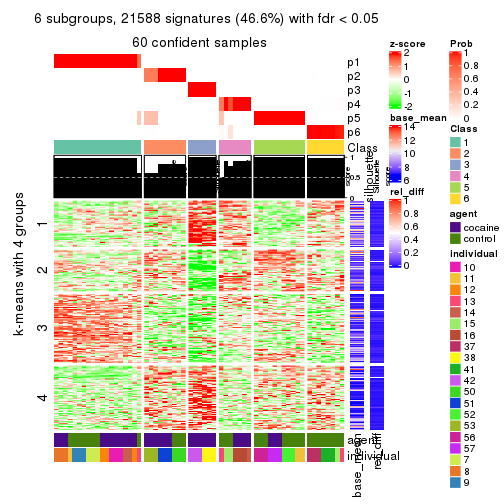 6 subgroups, 21588 signatures (46.6%) with fdr < 0.05
60 confident samples
p1
p2
p3
p4
p5
p6
Class
1
0.5
0
silhouette
k-means with 4 groups
1
2
3
4
agent
individual
base_mean
rel_diff
z-score
2
1
0
-1
-2
base_mean
14
12
10
8
6
rel_diff
1
0.8
0.6
0.4
0.2
0
Prob
1
0.8
0.6
0.4
0.2
0
Class
1
2
3
4
5
6
agent
cocaine
control
individual
10
11
12
13
14
15
16
37
38
41
42
50
51
52
53
56
57
7
8
9